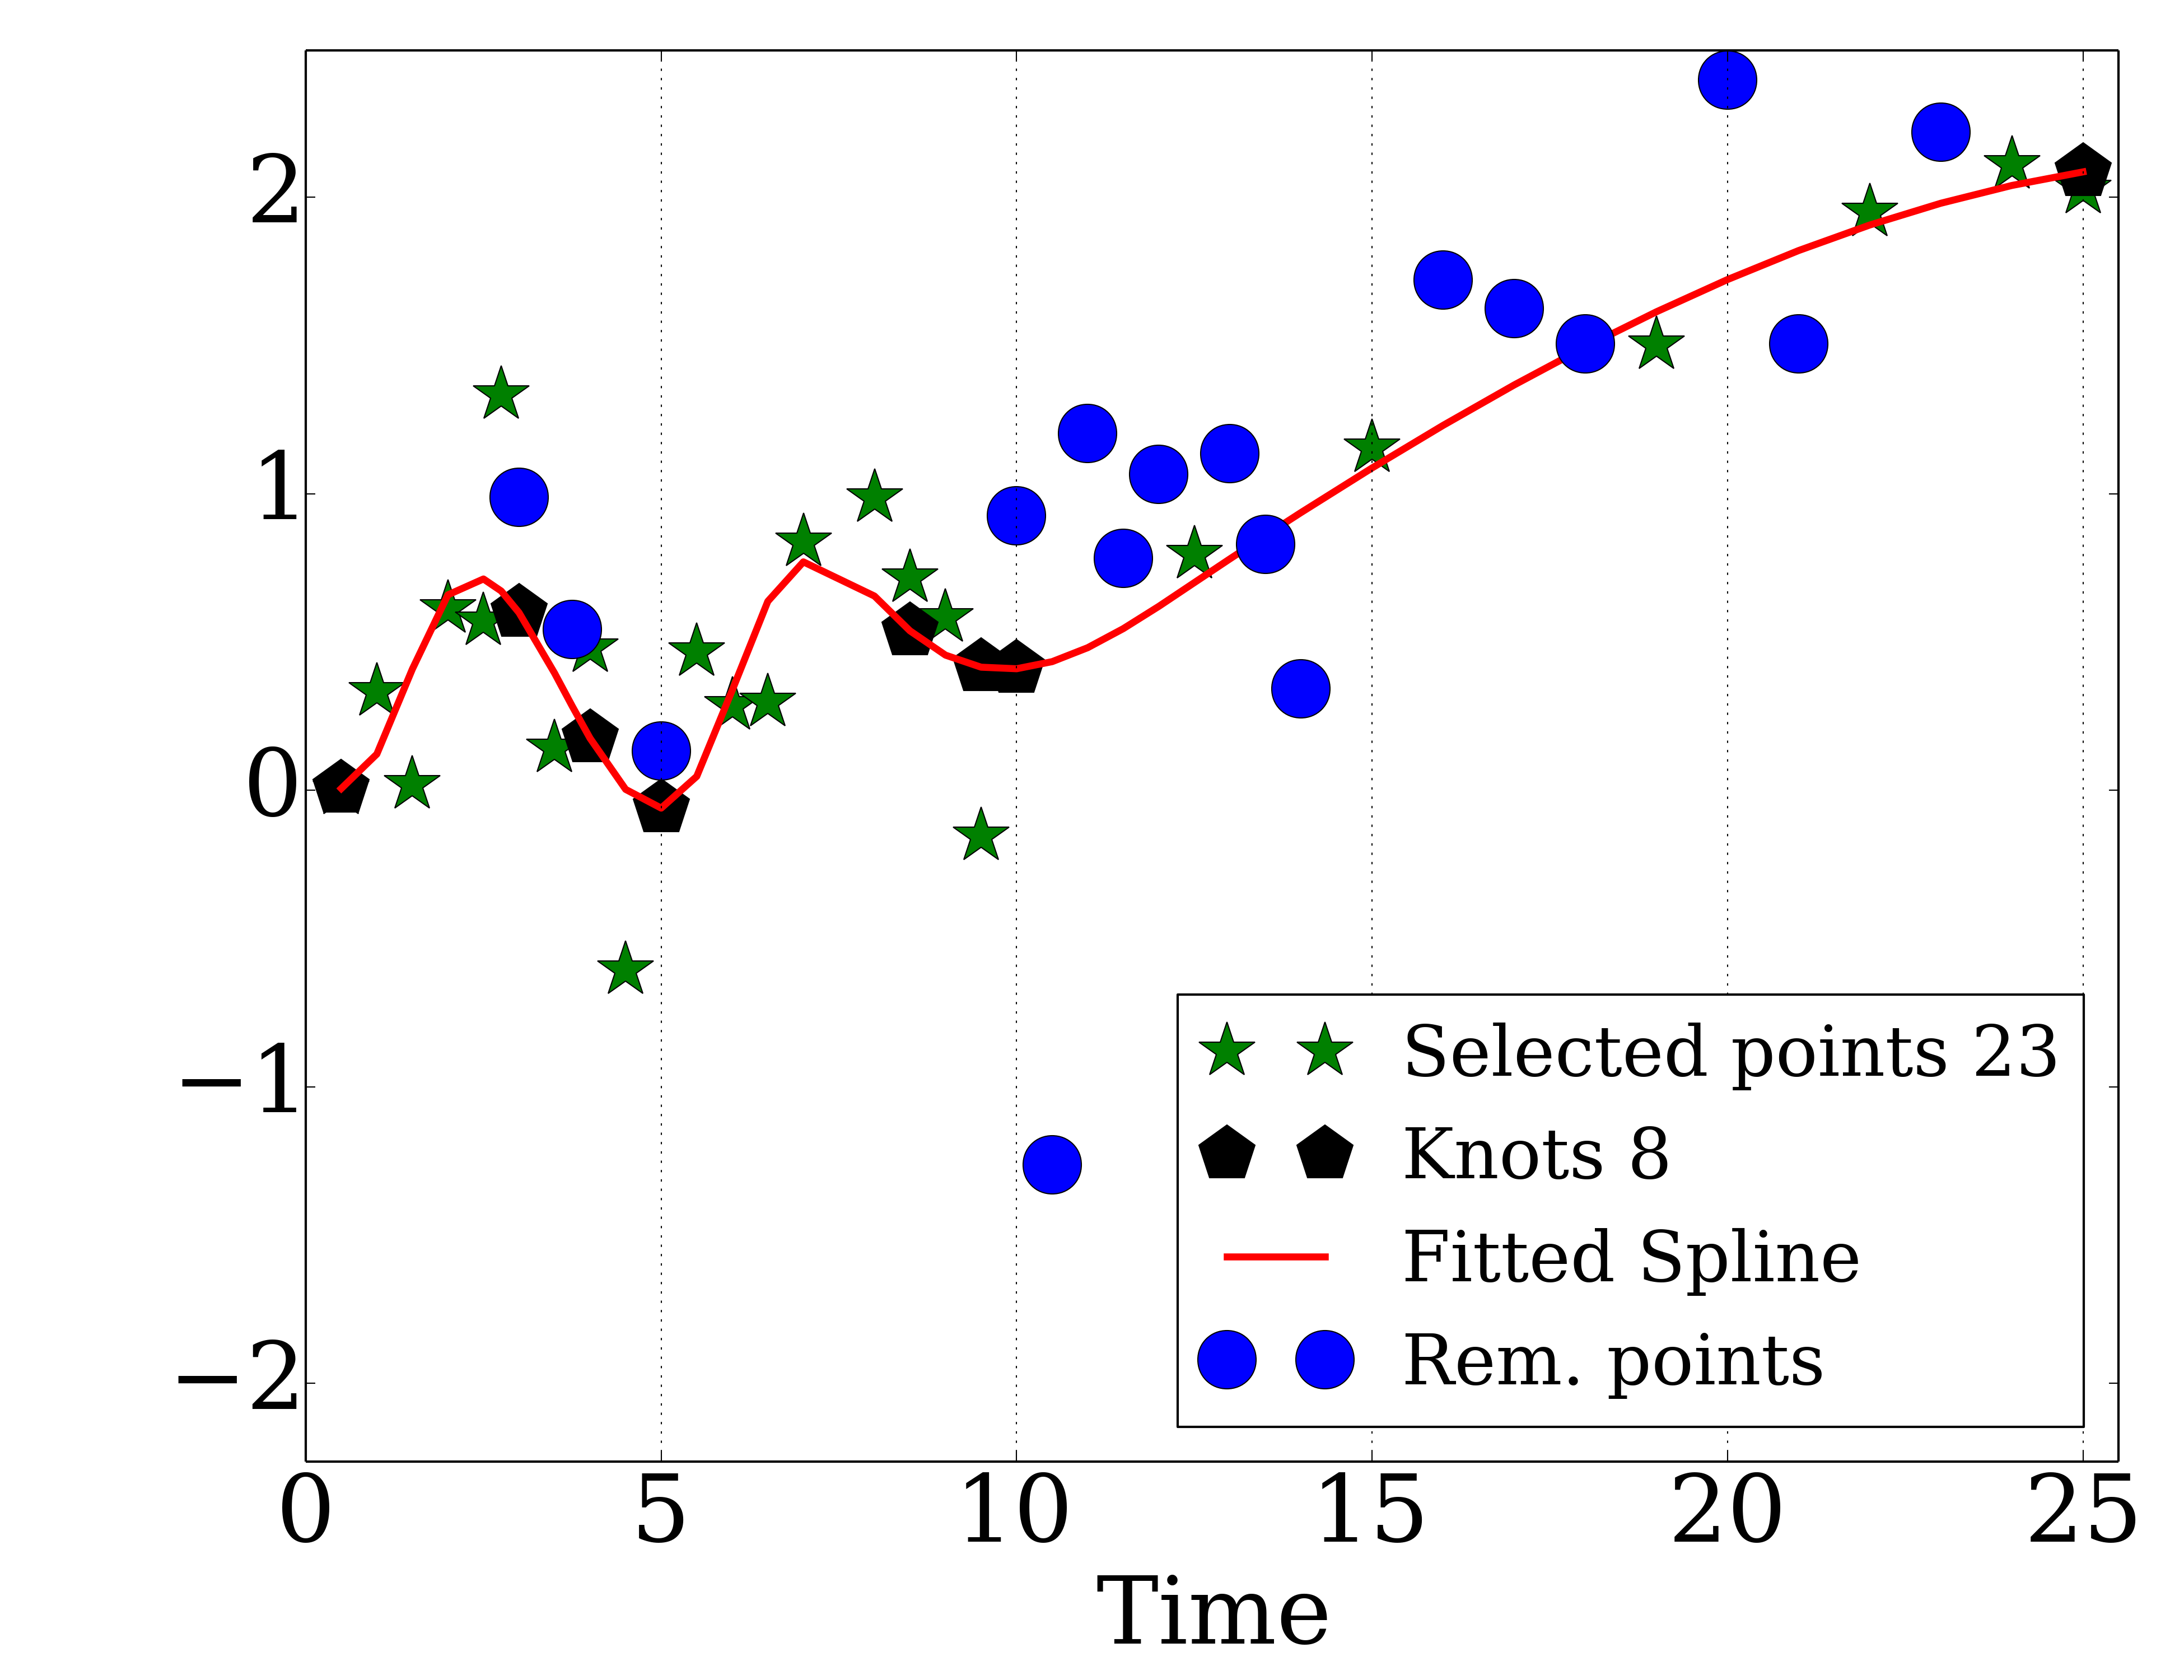 2
1
0
−1
−2
0 5 10 15 20 25
Time
Selected points 23
Knots 8
Fitted Spline
Rem. points